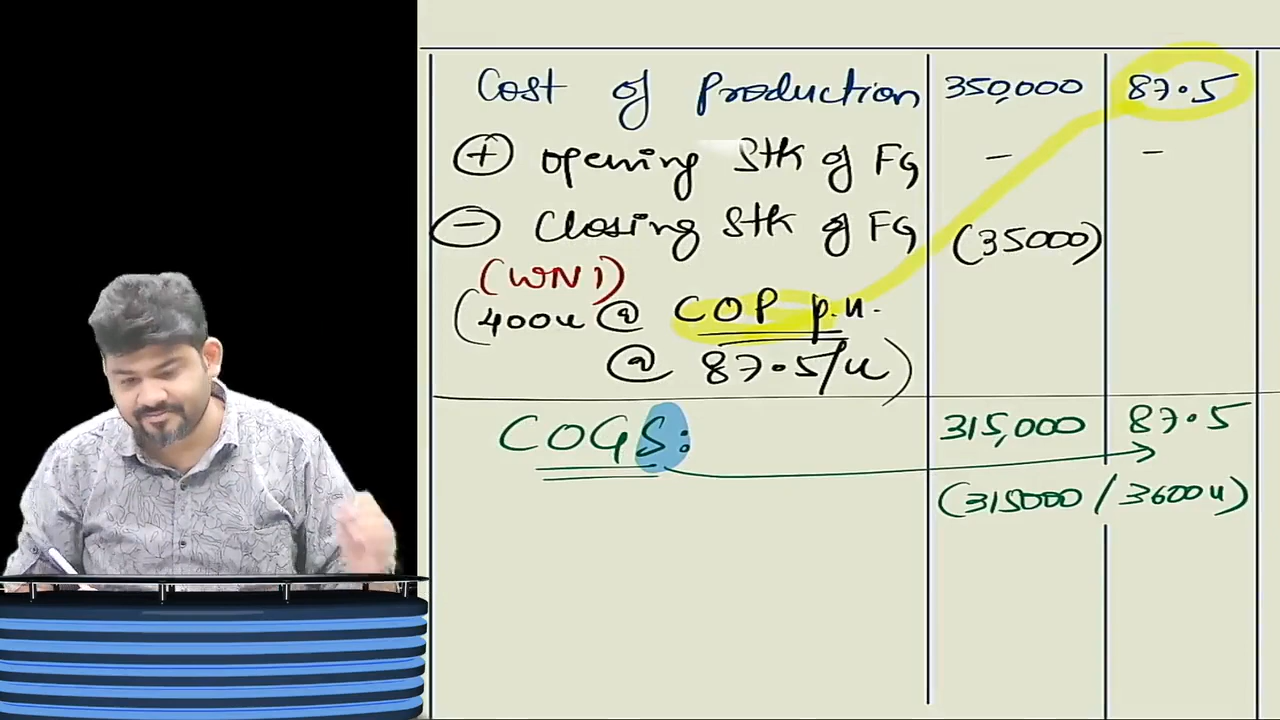 Cost of Production 350,000 87.5
(+) Opening Stk of FG - -
(-) Closing Stk of FG (35000)
(WN1)
(400u @ COP p.u.
@ 87.5/u)
COGS: 315,000 87.5
(315000 / 3600u)